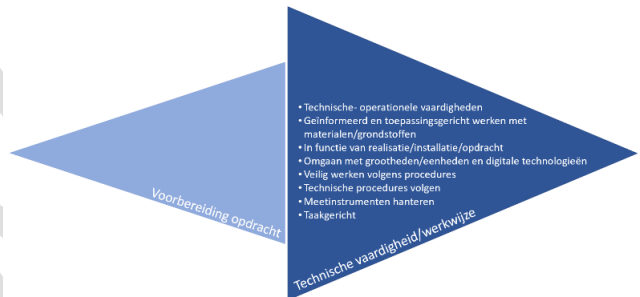 • Technische- operationele vaardigheden
• Geïnformeerd en toepassingsgericht werken met
materialen/grondstoffen
• In functie van realisatie/installatie/opdracht
• Omgaan met grootheden/eenheden en digitale technologieën
• Veilig werken volgens procedures
• Technische procedures volgen
• Meetinstrumenten hanteren
• Taakgericht
Voorbereiding opdracht
Technische vaardigheid/werkwijze